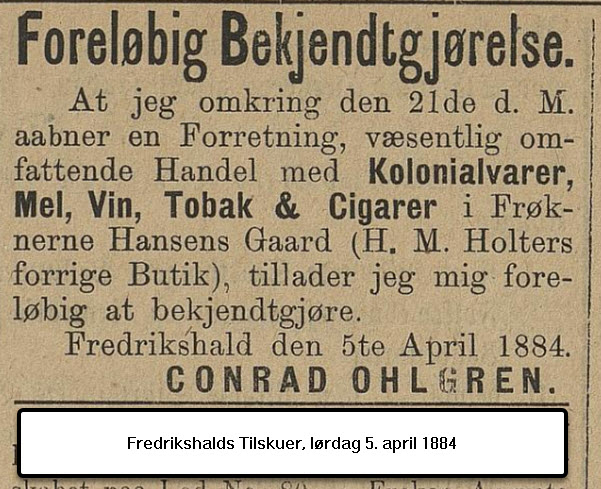 Foreløbig Bekjendtgjørelse.
At jeg omkring den 21de d. M.
aabner en Forretning, væsentlig om-
fattende Handel med Kolonialvarer,
Mel, Vin, Tobak & Cigarer i Frøk-
nerne Hansens Gaard (H. M. Holters
forrige Butik), tillader jeg mig fore-
løbig at bekjendtgjøre.
Fredrikshald den 5te April 1884.
CONRAD OHLGREN.
Fredrikshalds Tilskuer, lørdag 5. april 1884